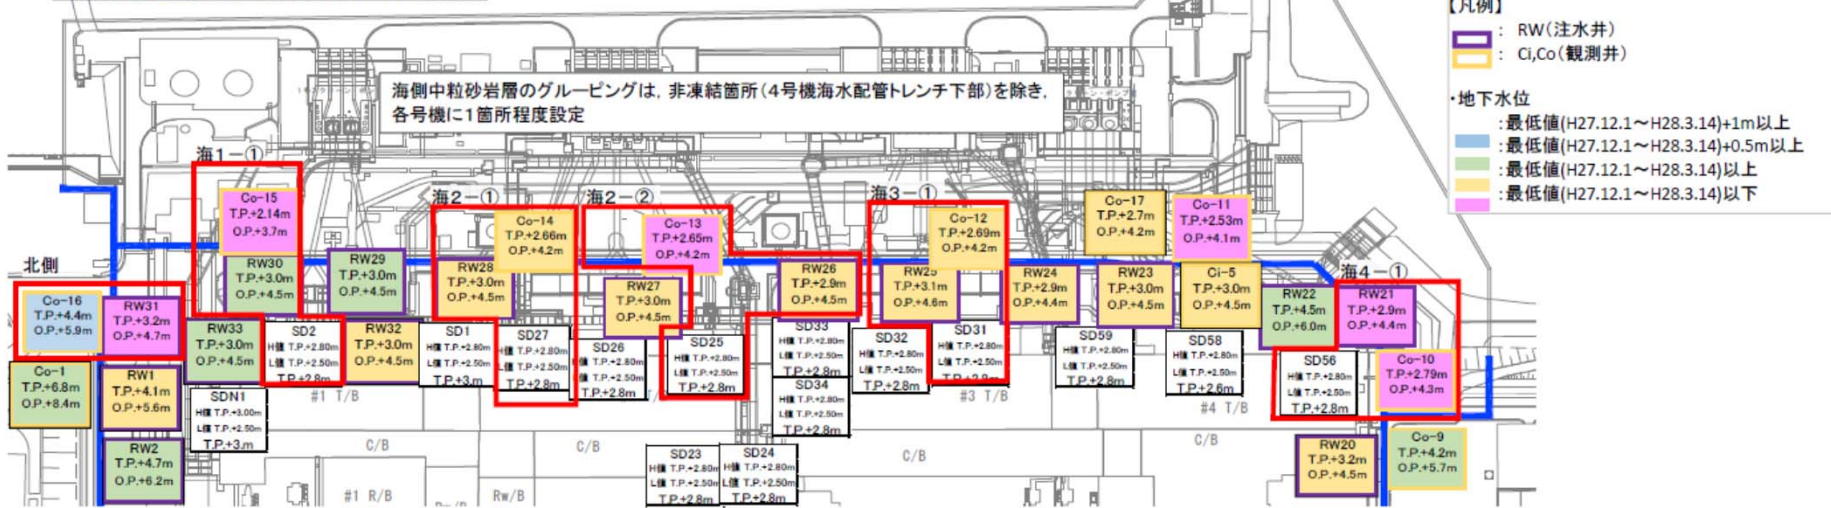 【凡例】
: RW(注水井)
: Ci,Co(観測井)
・地下水位
:最低値(H27.12.1～H28.3.14)+1m以上
:最低値(H27.12.1～H28.3.14)+0.5m以上
:最低値(H27.12.1～H28.3.14)以上
:最低値(H27.12.1～H28.3.14)以下
海側中粒砂岩層のグルーピングは，非凍結箇所(4号機海水配管トレンチ下部)を除き，
各号機に1箇所程度設定
海1-①
Co-15
T.P.+2.14m
O.P.+3.7m
RW30
T.P.+3.0m
O.P.+4.5m
RW29
T.P.+3.0m
O.P.+4.5m
海2-①
Co-14
T.P.+2.66m
O.P.+4.2m
RW28
T.P.+3.0m
O.P.+4.5m
海2-②
Co-13
T.P.+2.65m
O.P.+4.2m
RW27
T.P.+3.0m
O.P.+4.5m
RW26
T.P.+2.9m
O.P.+4.5m
海3-①
Co-12
T.P.+2.69m
O.P.+4.2m
RW25
T.P.+3.1m
O.P.+4.6m
RW24
T.P.+2.9m
O.P.+4.4m
Co-17
T.P.+2.7m
O.P.+4.2m
Co-11
T.P.+2.53m
O.P.+4.1m
RW23
T.P.+3.0m
O.P.+4.5m
Ci-5
T.P.+3.0m
O.P.+4.5m
RW22
T.P.+4.5m
O.P.+6.0m
海4-①
RW21
T.P.+2.9m
O.P.+4.4m
Co-10
T.P.+2.79m
O.P.+4.3m
北側
Co-16
T.P.+4.4m
O.P.+5.9m
RW31
T.P.+3.2m
O.P.+4.7m
RW33
T.P.+3.0m
O.P.+4.5m
SD2
H値 T.P.+2.80m
L値 T.P.+2.50m
T.P.+2.8m
RW32
T.P.+3.0m
O.P.+4.5m
SD1
H値 T.P.+2.80m
L値 T.P.+2.50m
T.P.+3.m
SD27
H値 T.P.+2.80m
L値 T.P.+2.50m
T.P.+2.8m
SD26
H値 T.P.+2.80m
L値 T.P.+2.50m
T.P.+2.8m
SD25
H値 T.P.+2.80m
L値 T.P.+2.50m
T.P.+2.8m
SD33
H値 T.P.+2.80m
L値 T.P.+2.50m
T.P.+2.8m
SD34
H値 T.P.+2.80m
L値 T.P.+2.50m
T.P.+2.8m
SD32
H値 T.P.+2.80m
L値 T.P.+2.50m
T.P.+2.8m
SD31
H値 T.P.+2.80m
L値 T.P.+2.50m
T.P.+2.8m
SD59
H値 T.P.+2.80m
L値 T.P.+2.50m
T.P.+2.8m
SD58
H値 T.P.+2.80m
L値 T.P.+2.50m
T.P.+2.6m
SD56
H値 T.P.+2.80m
L値 T.P.+2.50m
T.P.+2.8m
Co-1
T.P.+6.8m
O.P.+8.4m
RW1
T.P.+4.1m
O.P.+5.6m
SDN1
H値 T.P.+3.00m
L値 T.P.+2.50m
T.P.+3.m
#1 T/B
#3 T/B
#4 T/B
RW2
T.P.+4.7m
O.P.+6.2m
C/B
C/B
C/B
C/B
SD23
H値 T.P.+2.80m
L値 T.P.+2.50m
T.P.+2.8m
SD24
H値 T.P.+2.80m
L値 T.P.+2.50m
T.P.+2.8m
RW20
T.P.+3.2m
O.P.+4.5m
Co-9
T.P.+4.2m
O.P.+5.7m
#1 R/B
Rw/B